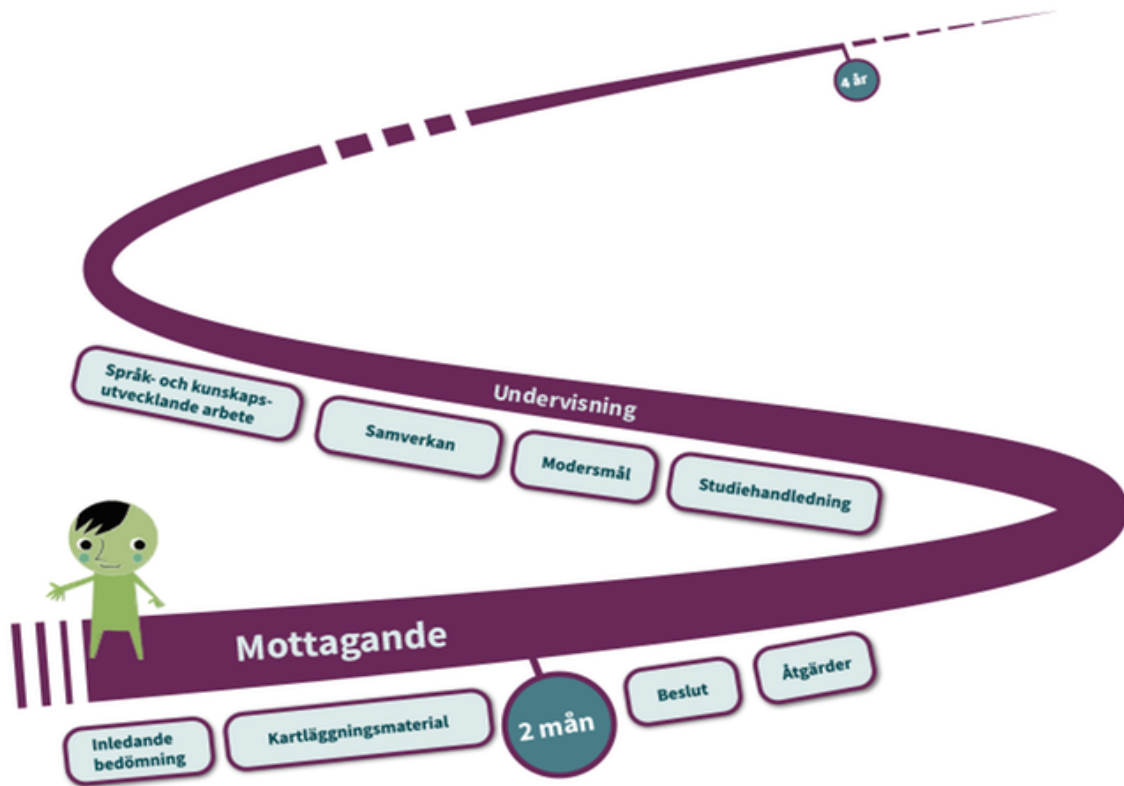 4 år
Undervisning
Språk- och kunskaps-
utvecklande arbete
Samverkan
Modersmål
Studiehandledning
Mottagande
Inledande
bedömning
Kartläggningsmaterial
2 mån
Beslut
Åtgärder